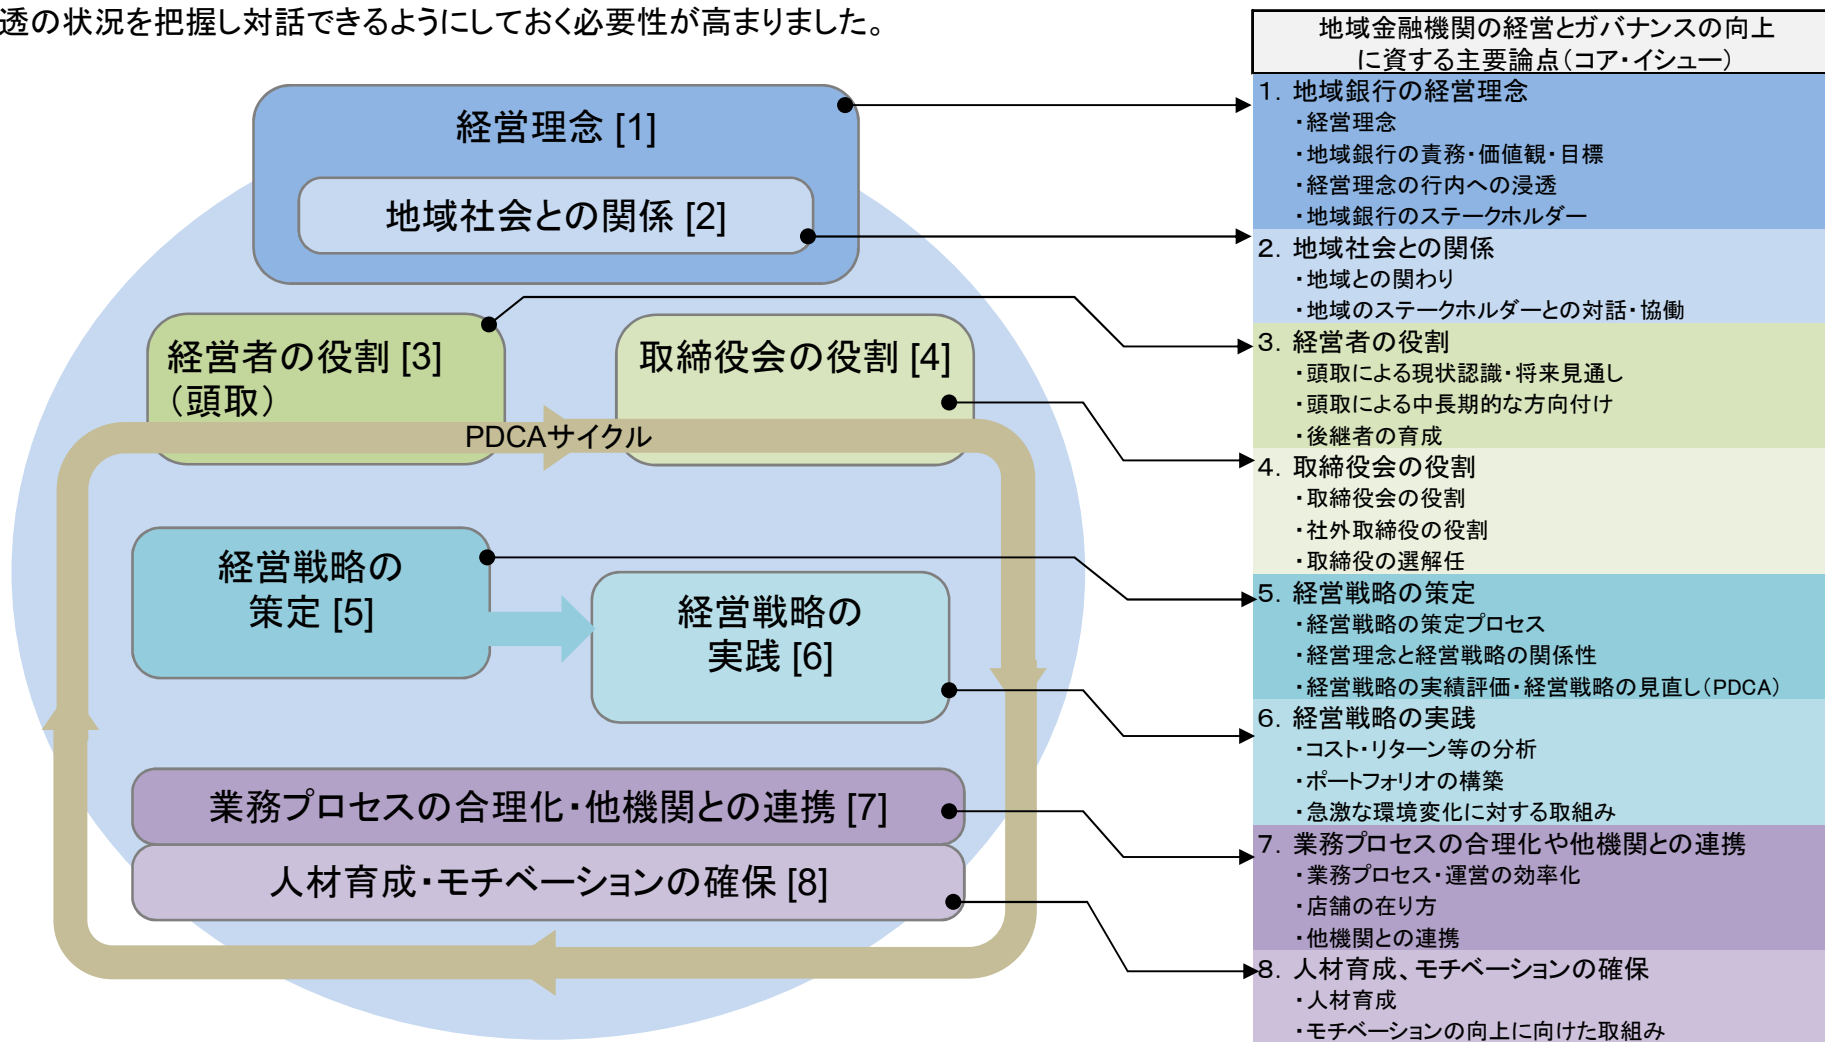 透の状況を把握し対話できるようにしておく必要性が高まりました。
経営理念 [1]
地域社会との関係 [2]
経営者の役割 [3]
（頭取）
取締役会の役割 [4]
PDCAサイクル
経営戦略の
策定 [5]
経営戦略の
実践 [6]
業務プロセスの合理化・他機関との連携 [7]
人材育成・モチベーションの確保 [8]
地域金融機関の経営とガバナンスの向上
に資する主要論点（コア・イシュー）
1．地域銀行の経営理念
・経営理念
・地域銀行の責務・価値観・目標
・経営理念の行内への浸透
・地域銀行のステークホルダー
2．地域社会との関係
・地域との関わり
・地域のステークホルダーとの対話・協働
3．経営者の役割
・頭取による現状認識・将来見通し
・頭取による中長期的な方向付け
・後継者の育成
4．取締役会の役割
・取締役会の役割
・社外取締役の役割
・取締役の選解任
5．経営戦略の策定
・経営戦略の策定プロセス
・経営理念と経営戦略の関係性
・経営戦略の実績評価・経営戦略の見直し（PDCA）
6．経営戦略の実践
・コスト・リターン等の分析
・ポートフォリオの構築
・急激な環境変化に対する取組み
7．業務プロセスの合理化や他機関との連携
・業務プロセス・運営の効率化
・店舗の在り方
・他機関との連携
8．人材育成、モチベーションの確保
・人材育成
・モチベーションの向上に向けた取組み